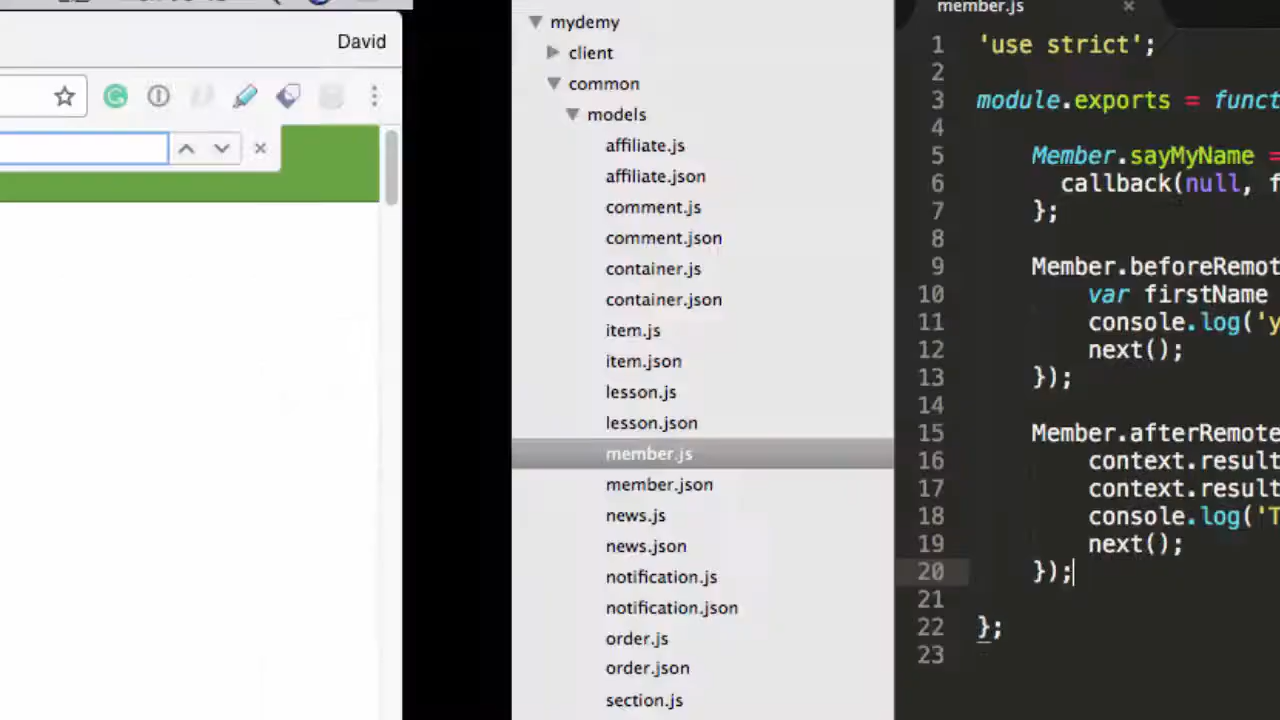 David
mydemy
client
common
models
affiliate.js
affiliate.json
comment.js
comment.json
container.js
container.json
item.js
item.json
lesson.js
lesson.json
member.js
member.json
news.js
news.json
notification.js
notification.json
order.js
order.json
section.js
member.js
1 'use strict';
2
3 module.exports = funct
4
5 Member.sayMyName =
6 callback(null, f
7 };
8
9 Member.beforeRemot
10 var firstName
11 console.log('y
12 next();
13 });
14
15 Member.afterRemote
16 context.result
17 context.result
18 console.log('T
19 next();
20 });
21
22 };
23